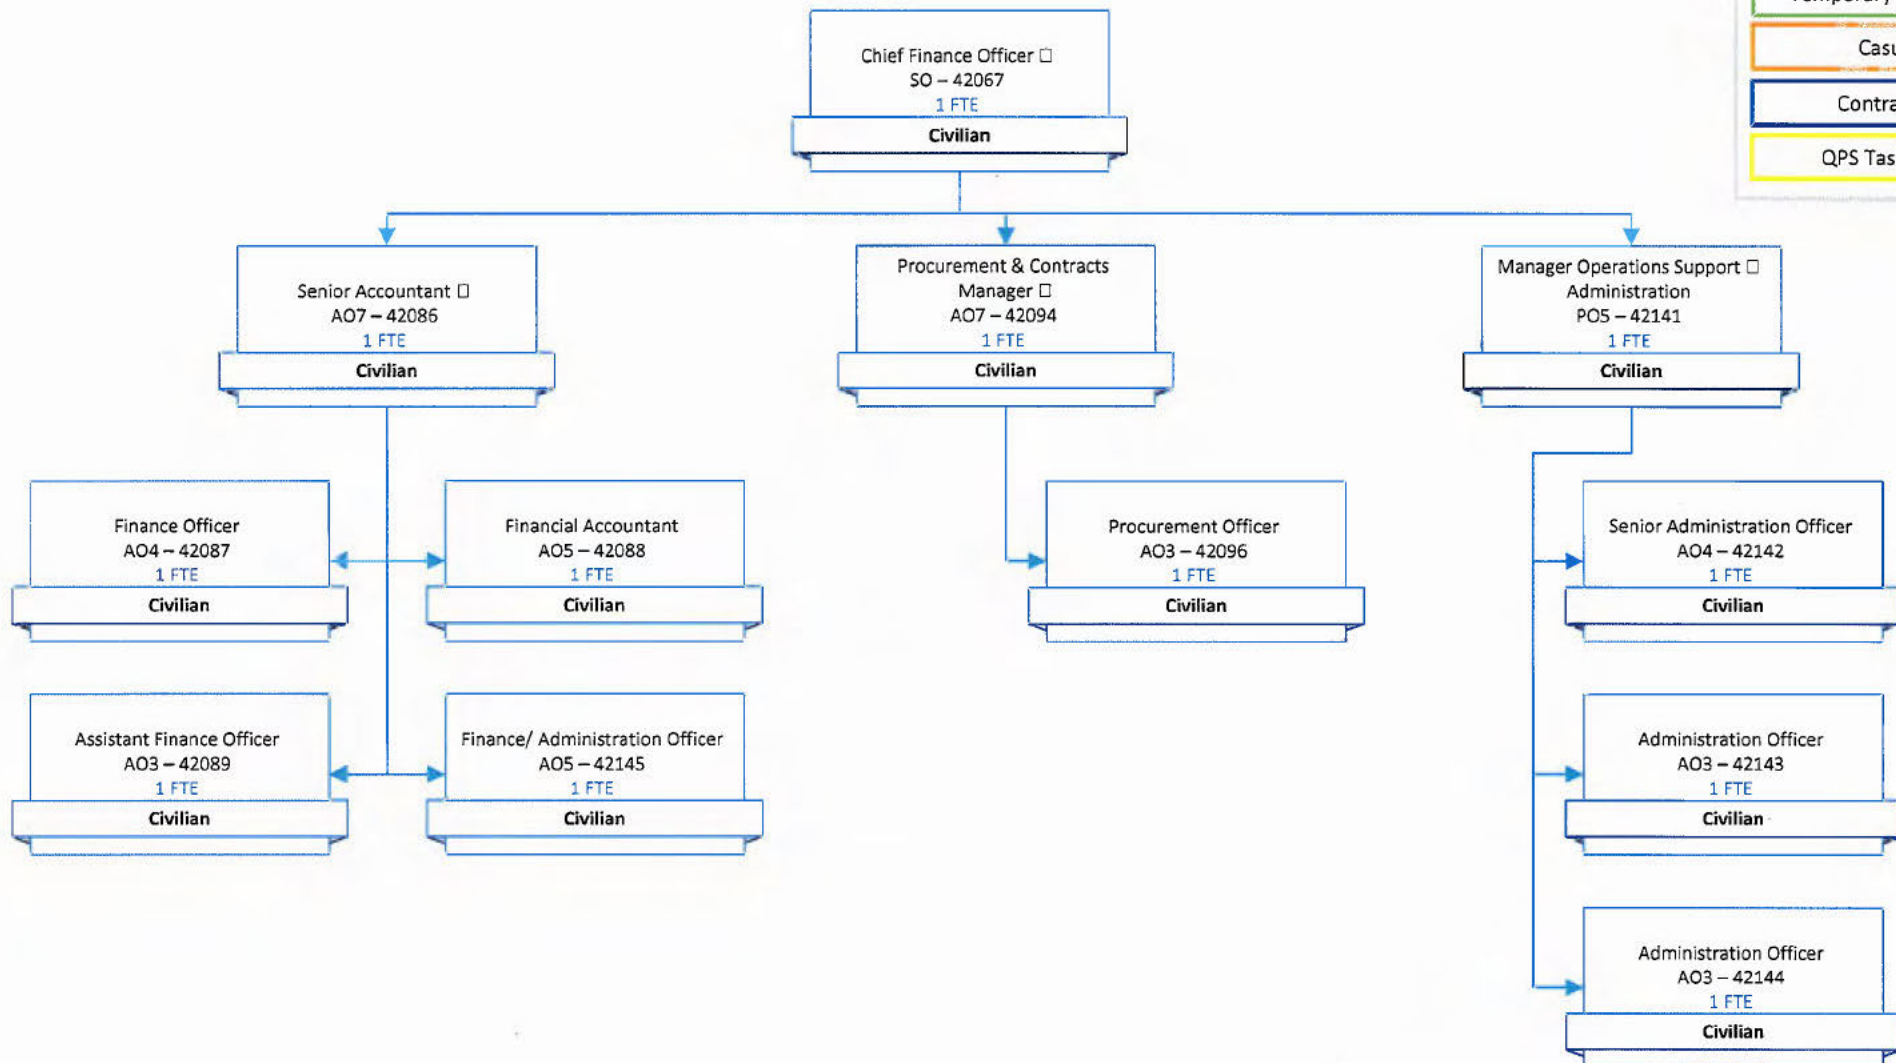 Chief Finance Officer □
SO – 42067
1 FTE
Civilian
Contra
QPS Tas
Senior Accountant □
AO7 – 42086
1 FTE
Civilian
Procurement & Contracts
Manager □
AO7 – 42094
1 FTE
Civilian
Manager Operations Support □
Administration
PO5 – 42141
1 FTE
Civilian
Finance Officer
AO4 – 42087
1 FTE
Civilian
Financial Accountant
AO5 – 42088
1 FTE
Civilian
Procurement Officer
AO3 – 42096
1 FTE
Civilian
Senior Administration Officer
AO4 – 42142
1 FTE
Civilian
Assistant Finance Officer
AO3 – 42089
1 FTE
Civilian
Finance/ Administration Officer
AO5 – 42145
1 FTE
Civilian
Administration Officer
AO3 – 42143
1 FTE
Civilian
Administration Officer
AO3 – 42144
1 FTE
Civilian